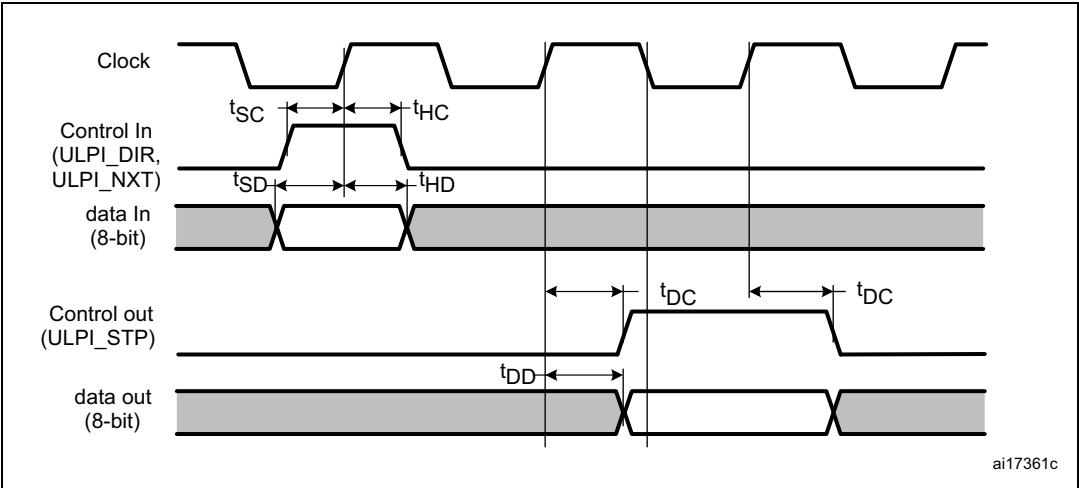 Clock
tSC
tHC
Control In
(ULPI_DIR,
ULPI_NXT)
tSD
tHD
data In
(8-bit)
tDC
tDC
Control out
(ULPI_STP)
tDD
data out
(8-bit)
ai17361c